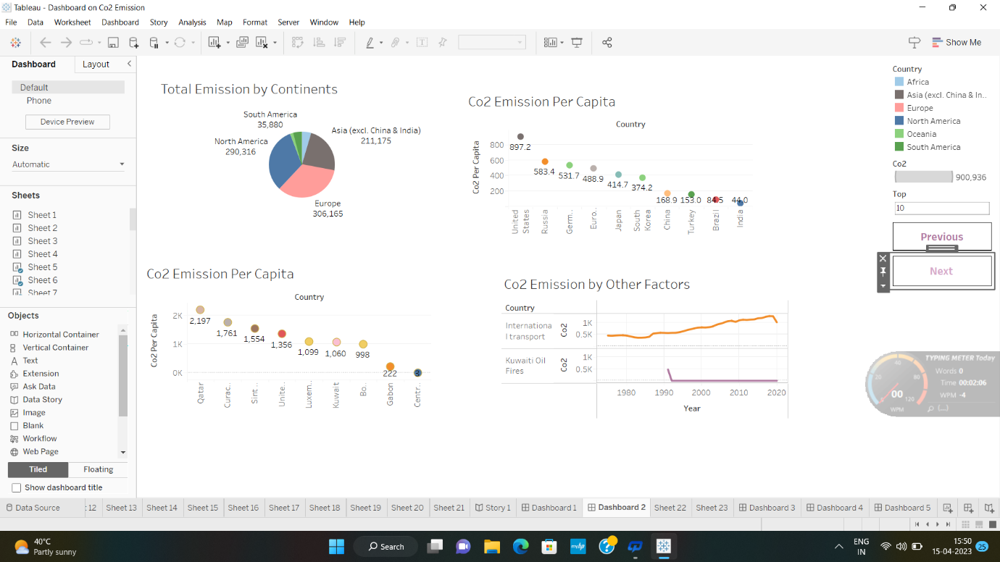 Tableau - Dashboard on Co2 Emission
File Data Worksheet Dashboard Story Analysis Map Format Server Window Help
Show Me
Dashboard Layout
Default
Phone
Device Preview
Size
Automatic
Sheets
Sheet 1
Sheet 2
Sheet 3
Sheet 4
Sheet 5
Sheet 6
Sheet 7
Objects
Horizontal Container
Vertical Container
Text
Extension
Ask Data
Data Story
Image
Blank
Workflow
Web Page
Tiled Floating
Show dashboard title
Total Emission by Continents
South America
35,880
Asia (excl. China & India)
211,175
North America
290,316
Europe
306,165
Co2 Emission Per Capita
Country
Co2 Per Capita
800
600
400
200
897.2
583.4
531.7
488.9
414.7
374.2
168.9
153.0
84.5
44.0
United States
Russia
Germ..
Euro..
Japan
South Korea
China
Turkey
Brazil
India
Co2 Emission Per Capita
Country
Co2 Per Capita
2K
1K
0K
2,197
1,761
1,554
1,356
1,099
1,060
998
222
3
Qatar
Curac..
Sint ..
Unite..
Luxem..
Kuwait
Bo..
Gabon
Centr..
Co2 Emission by Other Factors
Country
Internationa
l transport
Co2
1K
0.5K
Kuwaiti Oil
Fires
Co2
1K
0.5K
1980 1990 2000 2010 2020
Year
Country
Africa
Asia (excl. China & In..
Europe
North America
Oceania
South America
Co2
900,936
Top
10
Previous
Next
TYPING METER Today
Words 0
Time 00:02:06
WPM -4
(...)
20
40
80
120
00
WPM
Data Source : 12 Sheet 13 Sheet 14 Sheet 15 Sheet 16 Sheet 17 Sheet 18 Sheet 19 Sheet 20 Sheet 21 Story 1 Dashboard 1 Dashboard 2 Sheet 22 Sheet 23 Dashboard 3 Dashboard 4 Dashboard 5
40°C
Partly sunny
Search
ENG
IN
15:50
15-04-2023
25